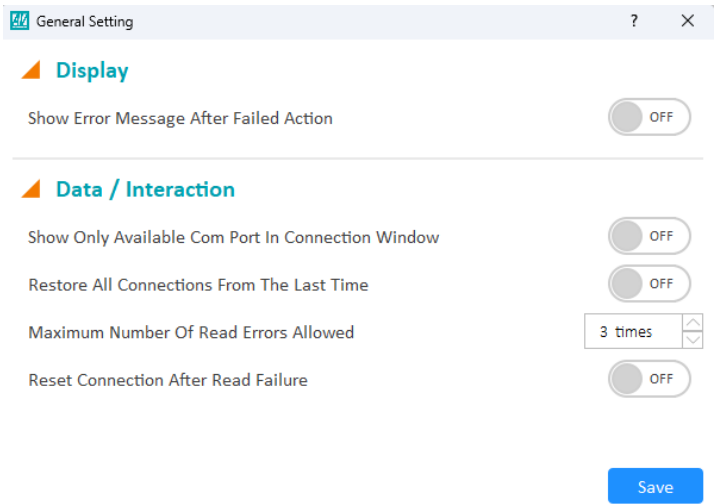 General Setting
?
Display
Show Error Message After Failed Action
OFF
Data / Interaction
Show Only Available Com Port In Connection Window
OFF
Restore All Connections From The Last Time
OFF
Maximum Number Of Read Errors Allowed
3 times
Reset Connection After Read Failure
OFF
Save